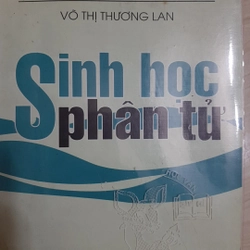 VÕ THỊ THƯƠNG LAN
Sinh học
phân tử